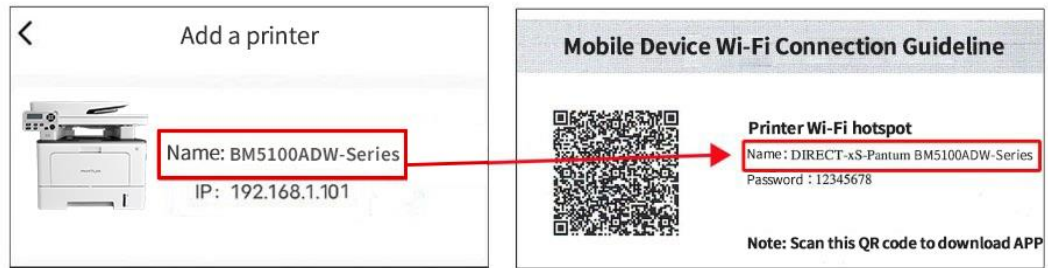 Add a printer
Name: BM5100ADW-Series
IP: 192.168.1.101
Mobile Device Wi-Fi Connection Guideline
Printer Wi-Fi hotspot
Name: DIRECT-xS-Pantum BM5100ADW-Series
Password : 12345678
Note: Scan this QR code to download APP